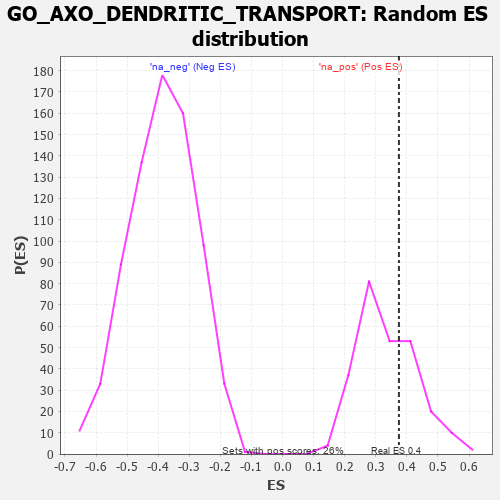 GO_AXO_DENDRITIC_TRANSPORT: Random ES
distribution
'na_neg' (Neg ES)
'na_pos' (Pos ES)
180
170
160
150
140
130
120
110
100
90
80
70
60
50
40
30
20
10
0
P(ES)
Sets with pos scores: 26%
Real ES 0.4
-0.7 -0.6 -0.5 -0.4 -0.3 -0.2 -0.1 0.0 0.1 0.2 0.3 0.4 0.5 0.6
ES